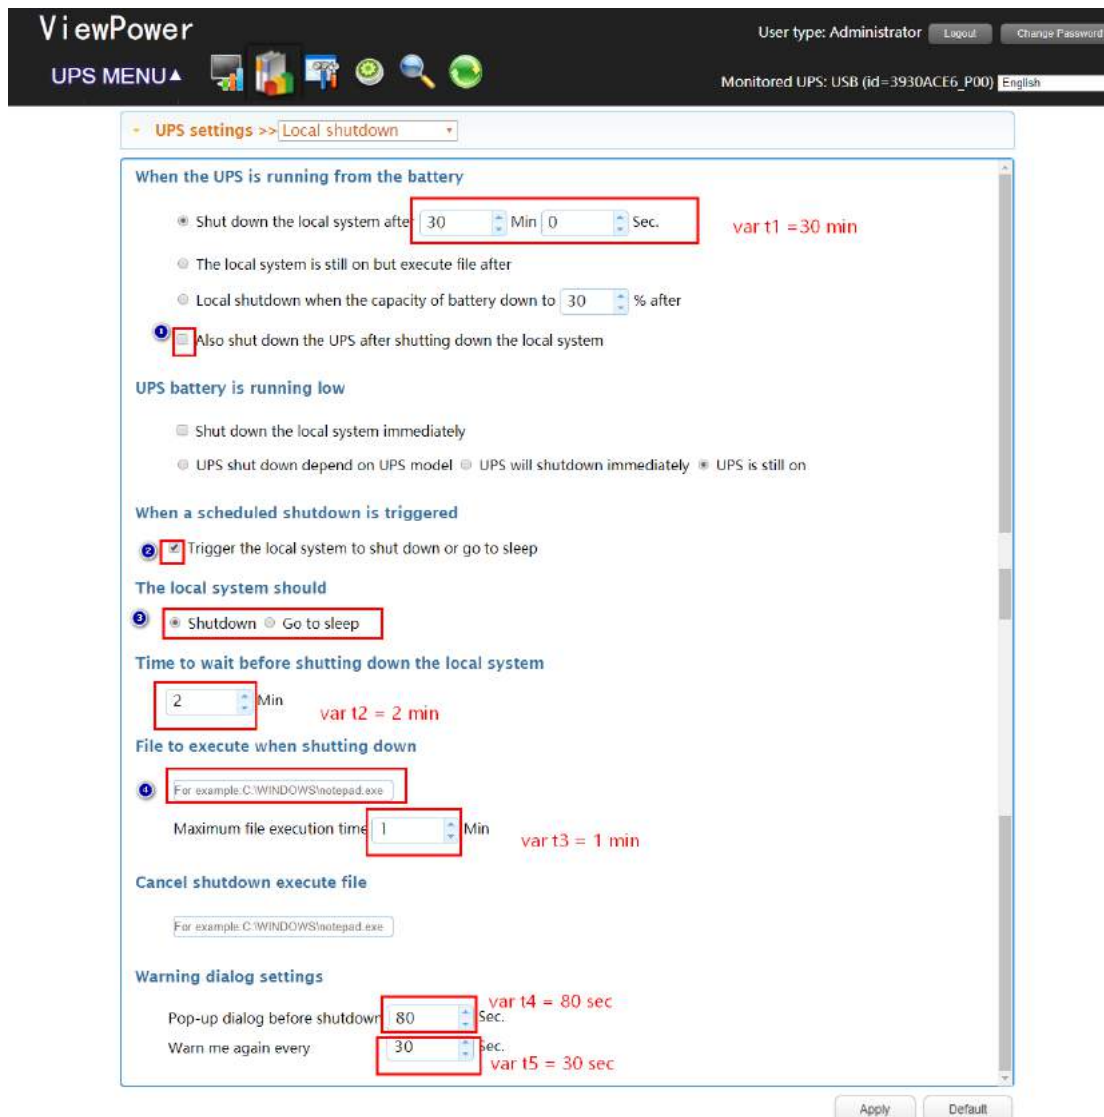 ViewPower
User type: Administrator Logout Change Password
UPS MENU▲
Monitored UPS: USB (id=3930ACE6_P00) English
UPS settings >> Local shutdown
When the UPS is running from the battery
Shut down the local system after 30 Min 0 Sec.
var t1 =30 min
The local system is still on but execute file after
Local shutdown when the capacity of battery down to 30 % after
1 Also shut down the UPS after shutting down the local system
UPS battery is running low
Shut down the local system immediately
UPS shut down depend on UPS model UPS will shutdown immediately UPS is still on
When a scheduled shutdown is triggered
2 Trigger the local system to shut down or go to sleep
The local system should
3 Shutdown Go to sleep
Time to wait before shutting down the local system
2 Min
var t2 = 2 min
File to execute when shutting down
4 For example:C:\WINDOWS\notepad.exe
Maximum file execution time 1 Min
var t3 = 1 min
Cancel shutdown execute file
For example:C:\WINDOWS\notepad.exe
Warning dialog settings
var t4 = 80 sec
Pop-up dialog before shutdown 80 Sec.
Warn me again every 30 Sec.
var t5 = 30 sec
Apply Default